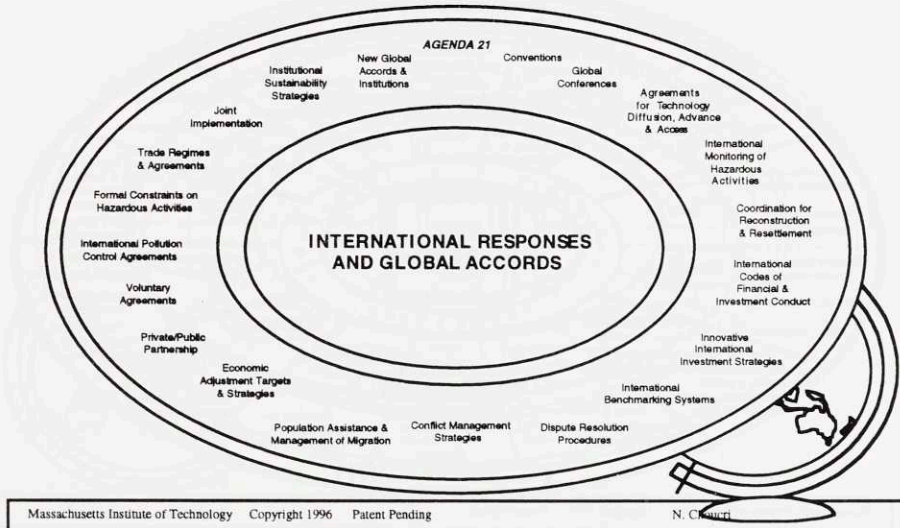 AGENDA 21
Conventions
Global
Conferences
Agreements
for Technology
Diffusion, Advance
& Access
International
Monitoring of
Hazardous
Activities
Coordination for
Reconstruction
& Resettlement
International
Codes of
Financial &
Investment Conduct
Innovative
International
Investment Strategies
International
Benchmarking Systems
Dispute Resolution
Procedures
Conflict Management
Strategies
Population Assistance &
Management of Migration
Economic
Adjustment Targets
& Strategies
Private/Public
Partnership
Voluntary
Agreements
International Pollution
Control Agreements
Formal Constraints on
Hazardous Activities
Trade Regimes
& Agreements
Joint
Implementation
Institutional
Sustainability
Strategies
New Global
Accords &
Institutions
INTERNATIONAL RESPONSES
AND GLOBAL ACCORDS
Massachusetts Institute of Technology Copyright 1996 Patent Pending N. Choucri